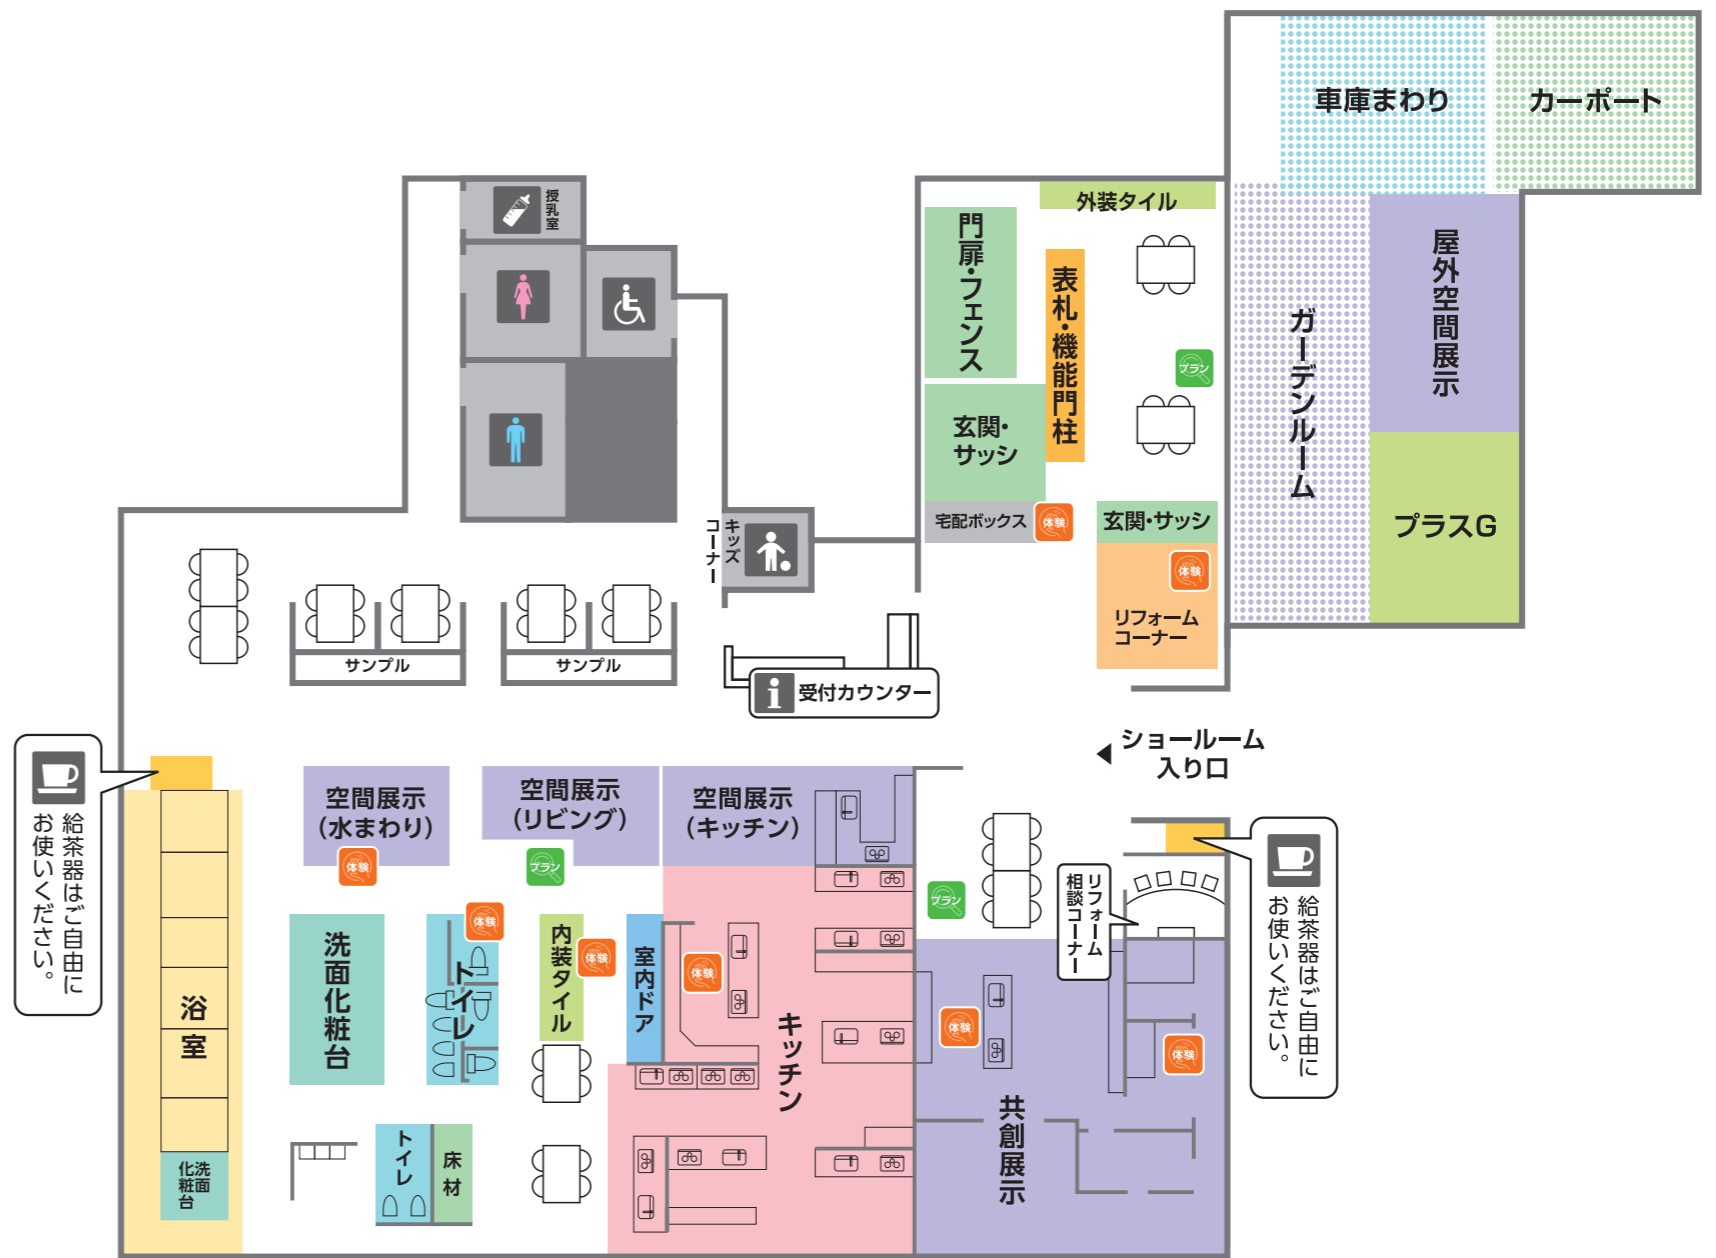 車庫まわり
カーポート
授乳室
外装タイル
門扉・フェンス
表札・機能門柱
屋外空間展示
ガーデンルーム
プラン
玄関・
サッシ
宅配ボックス
体験
玄関・サッシ
プラスG
キッズ
コーナー
体験
リフォーム
コーナー
サンプル
サンプル
i
受付カウンター
ショールーム
入り口
給茶器はご自由に
お使いください。
空間展示
(水まわり)
体験
空間展示
(リビング)
プラン
空間展示
(キッチン)
プラン
リフォーム
相談コーナー
給茶器はご自由に
お使いください。
浴室
洗面化粧台
体験
トイレ
内装タイル
体験
室内ドア
体験
キッチン
体験
体験
共創展示
洗面
化粧台
トイレ
床材